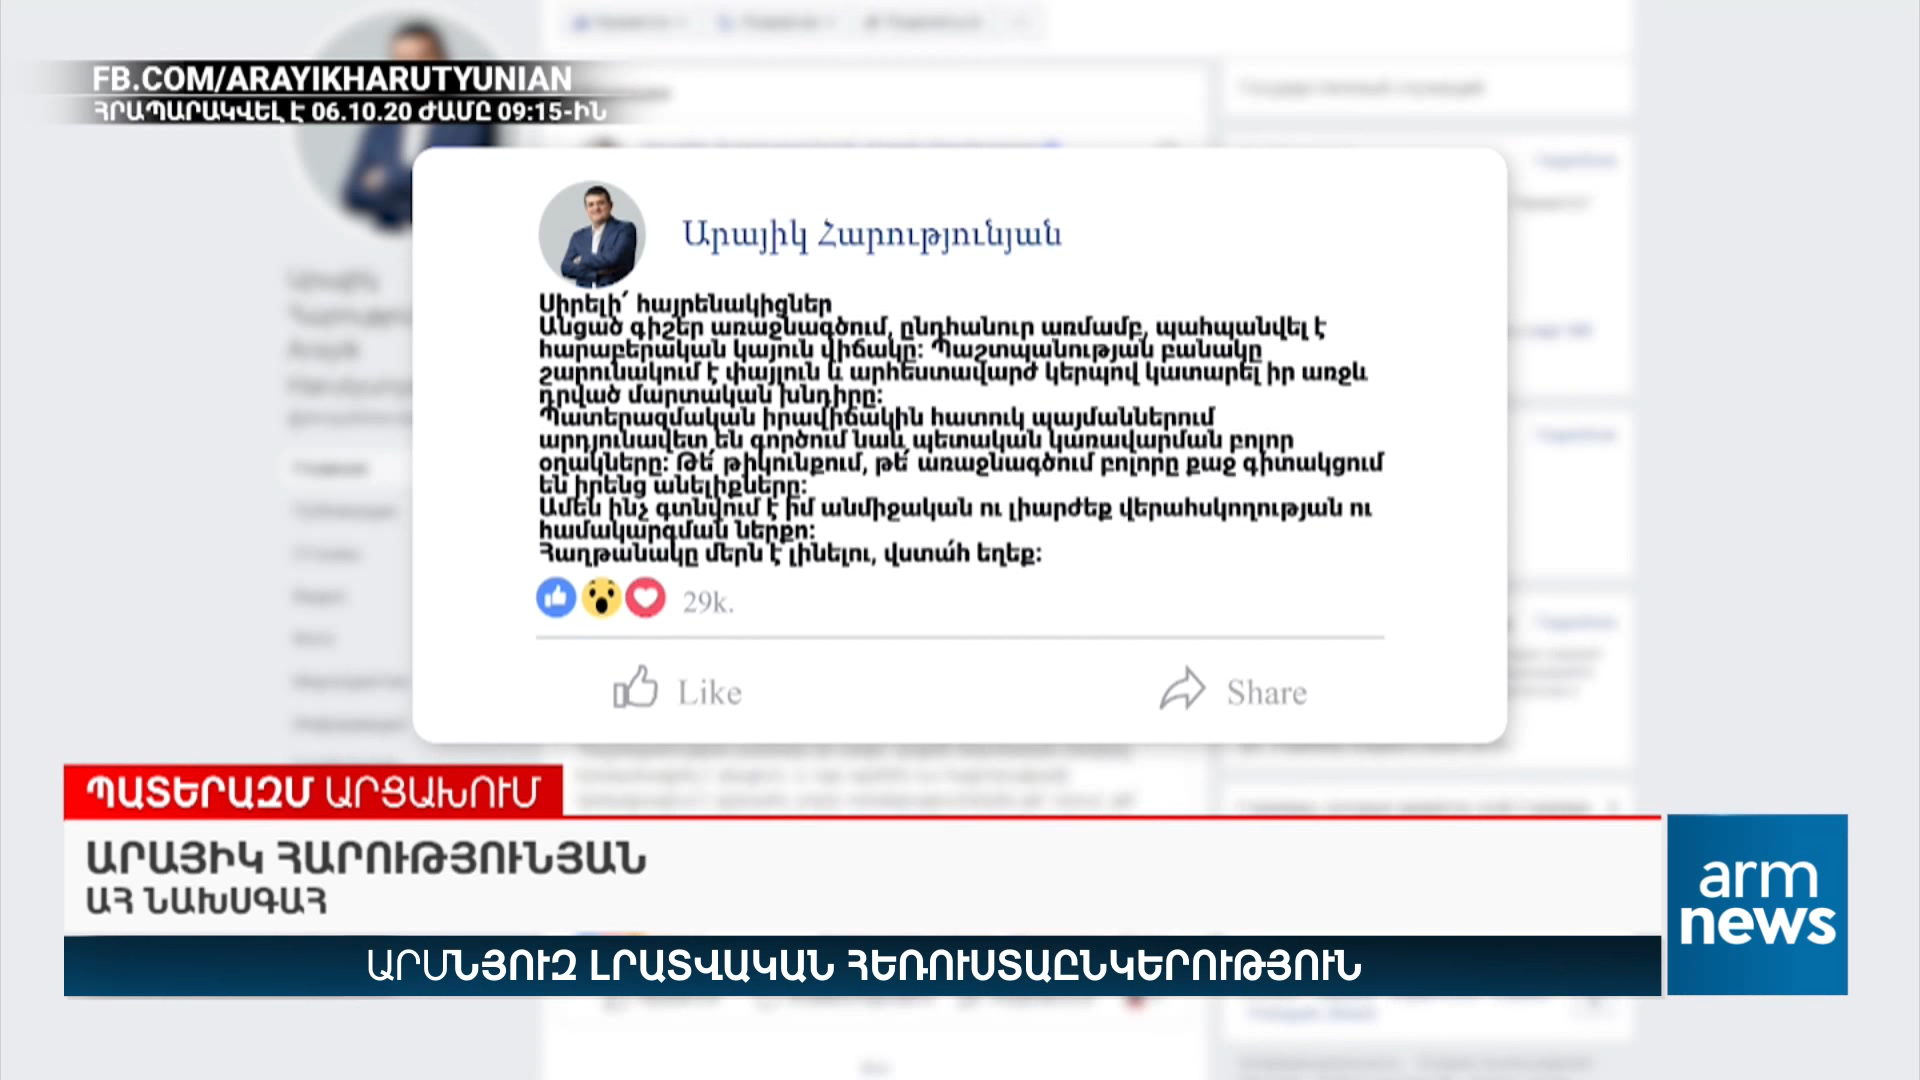 FB.COM/ARAYIKHARUTYUNIAN
ՀՐԱՊԱՐԱԿՎԵԼ Է 06.10.20 ԺԱՄԸ 09:15-ԻՆ
Արայիկ Հարությունյան
Սիրելի՛ հայրենակիցներ
Անցած գիշեր առաջնագծում, ընդհանուր առմամբ, պահպանվել է
հարաբերական կայուն վիճակը: Պաշտպանության բանակը
շարունակում է փայլուն և արհեստավարժ կերպով կատարել իր առջև
դրված մարտական խնդիրը:
Պատերազմական իրավիճակին հատուկ պայմաններում
արդյունավետ են գործում նաև պետական կառավարման բոլոր
օղակները: Թե՛ թիկունքում, թե՛ առաջնագծում բոլորը քաջ գիտակցում
են իրենց անելիքները:
Ամեն ինչ գտնվում է իմ անմիջական ու լիարժեք վերահսկողության ու
համակարգման ներքո:
Հաղթանակը մերն է լինելու, վստա՛հ եղեք:
29k.
Like
Share
ՊԱՏԵՐԱԶՄ ԱՐՑԱԽՈՒՄ
ԱՐԱՅԻԿ ՀԱՐՈՒԹՅՈՒՆՅԱՆ
ԱՀ ՆԱԽՍԳԱՀ
arm
news
ԱՐՄՆՅՈՒԶ ԼՐԱՏՎԱԿԱՆ ՀԵՌՈՒՍՏԱԸՆԿԵՐՈՒԹՅՈՒՆ